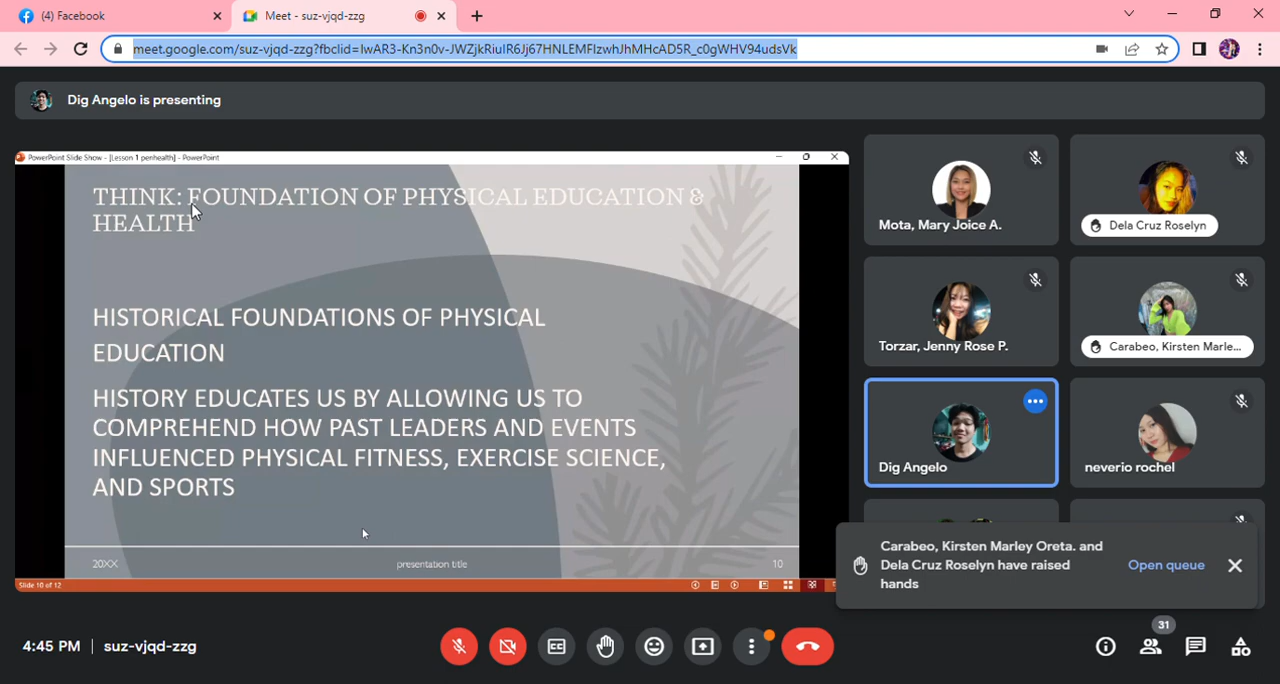 (4) Facebook
Meet - suz-vjqd-zzg
meet.google.com/suz-vjqd-zzg?fbclid=IwAR3-Kn3n0v-JWZjkRiuIR6Jj67HNLEMFIzwhJhMHcAD5R_c0gWHV94udsVk
Dig Angelo is presenting
PowerPoint Slide Show - [Lesson 1 penhealth] - PowerPoint
THINK: FOUNDATION OF PHYSICAL EDUCATION &
HEALTH
HISTORICAL FOUNDATIONS OF PHYSICAL
EDUCATION
HISTORY EDUCATES US BY ALLOWING US TO
COMPREHEND HOW PAST LEADERS AND EVENTS
INFLUENCED PHYSICAL FITNESS, EXERCISE SCIENCE,
AND SPORTS
20XX
presentation title
10
Slide 10 of 12
Mota, Mary Joice A.
Dela Cruz Roselyn
Torzar, Jenny Rose P.
Carabeo, Kirsten Marle...
Dig Angelo
neverio rochel
Carabeo, Kirsten Marley Oreta. and
Dela Cruz Roselyn have raised
hands
Open queue
4:45 PM
suz-vjqd-zzg
CC
31